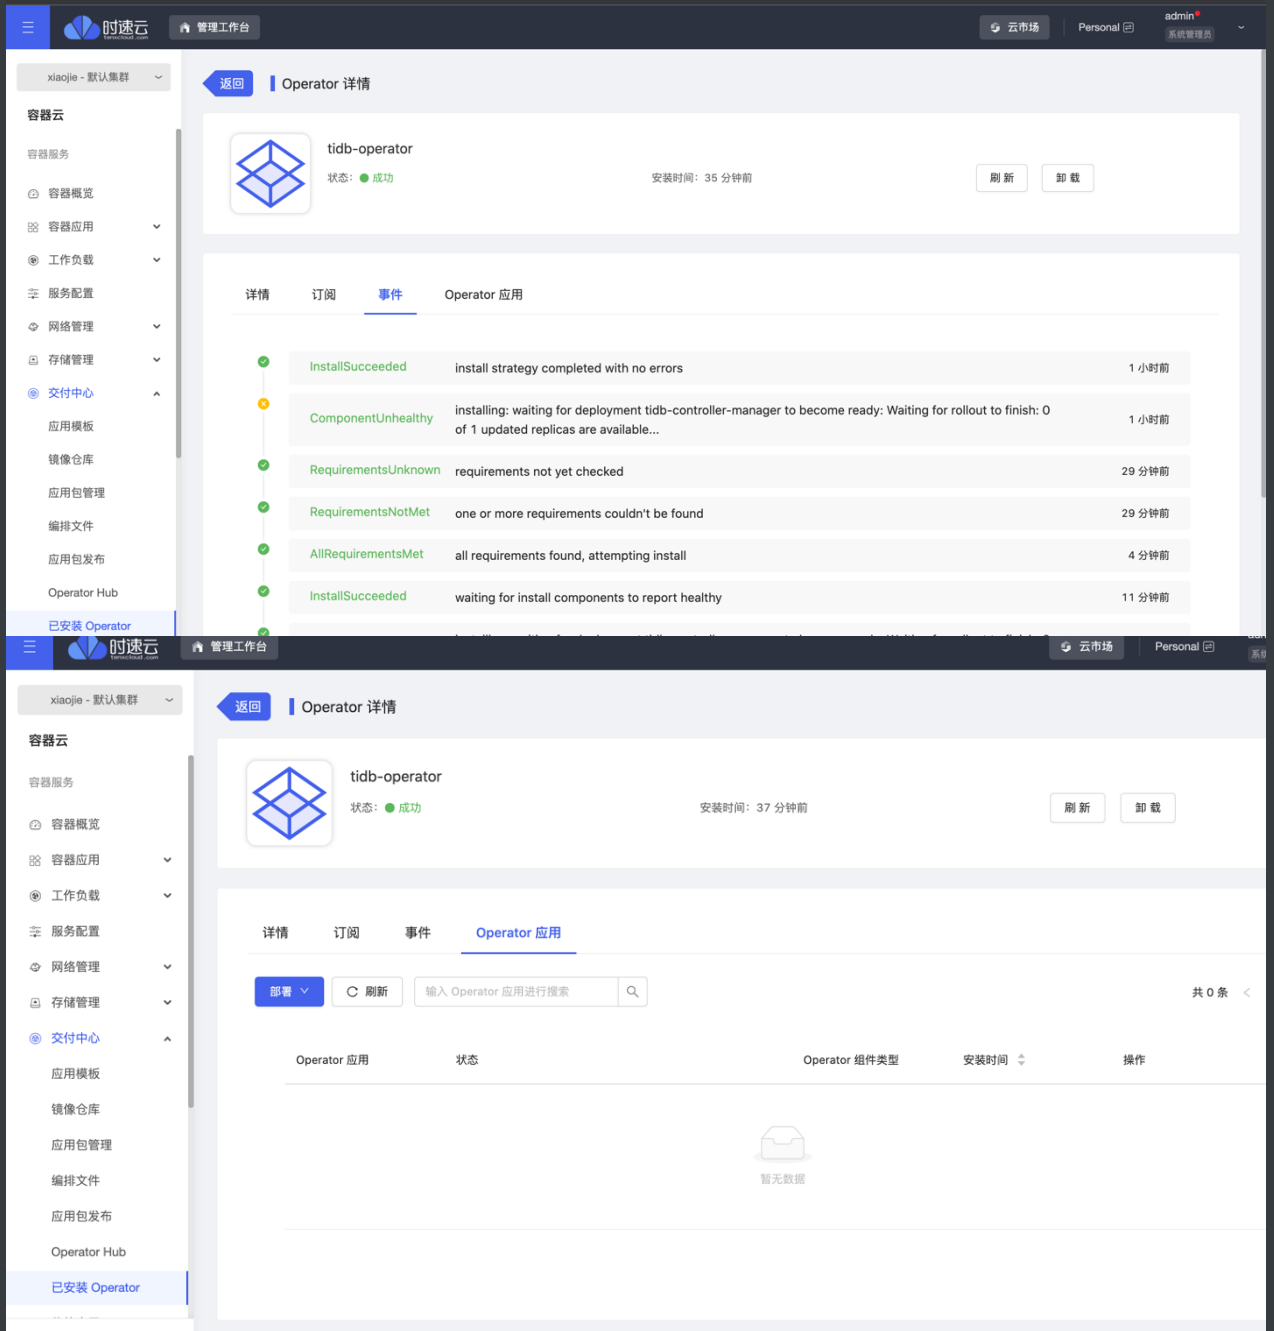 时速云
tenxcloud.com
管理工作台
云市场
Personal
admin
系统管理员
xiaojie - 默认集群
返回
Operator 详情
容器云
容器服务
容器概览
容器应用
工作负载
服务配置
网络管理
存储管理
交付中心
应用模板
镜像仓库
应用包管理
编排文件
应用包发布
Operator Hub
已安装 Operator
tidb-operator
状态: 成功
安装时间: 35 分钟前
刷 新
卸 载
详情
订阅
事件
Operator 应用
InstallSucceeded
install strategy completed with no errors
1 小时前
ComponentUnhealthy
installing: waiting for deployment tidb-controller-manager to become ready: Waiting for rollout to finish: 0
of 1 updated replicas are available...
1 小时前
RequirementsUnknown
requirements not yet checked
29 分钟前
RequirementsNotMet
one or more requirements couldn't be found
29 分钟前
AllRequirementsMet
all requirements found, attempting install
4 分钟前
InstallSucceeded
waiting for install components to report healthy
11 分钟前
时速云
tenxcloud.com
管理工作台
云市场
Personal
xiaojie - 默认集群
返回
Operator 详情
容器云
容器服务
容器概览
容器应用
工作负载
服务配置
网络管理
存储管理
交付中心
应用模板
镜像仓库
应用包管理
编排文件
应用包发布
Operator Hub
已安装 Operator
tidb-operator
状态: 成功
安装时间: 37 分钟前
刷 新
卸 载
详情
订阅
事件
Operator 应用
部署
刷新
输入 Operator 应用进行搜索
共 0 条
Operator 应用
状态
Operator 组件类型
安装时间
操作
暂无数据